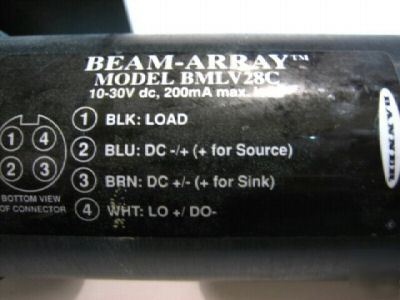 BEAM-ARRAY™
MODEL BMLV28C
10-30V dc, 200mA max.
1 BLK: LOAD
2 BLU: DC -/+ (+ for Source)
3 BRN: DC +/- (+ for Sink)
4 WHT: LO +/ DO-
1 4
2 3
BOTTOM VIEW
OF CONNECTOR
BANNER